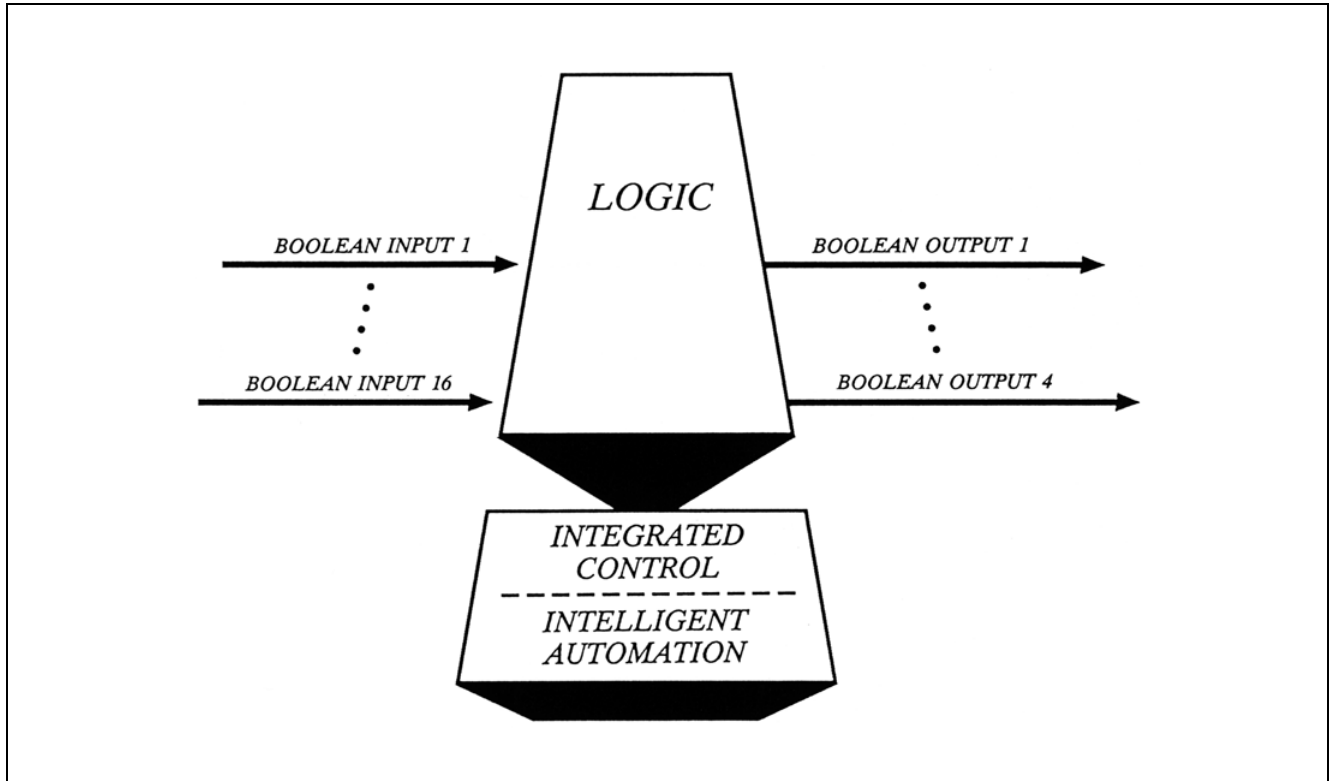 LOGIC
BOOLEAN INPUT 1
BOOLEAN OUTPUT 1
BOOLEAN INPUT 16
BOOLEAN OUTPUT 4
INTEGRATED
CONTROL
INTELLIGENT
AUTOMATION